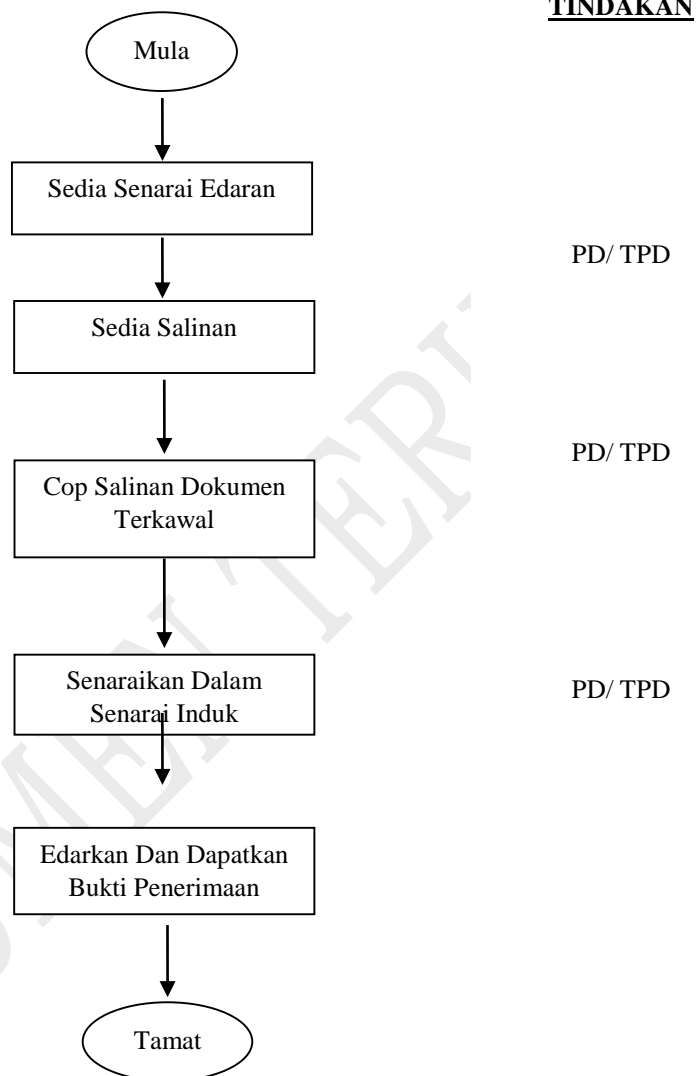 TINDAKAN
Mula
Sedia Senarai Edaran
PD/ TPD
Sedia Salinan
PD/ TPD
Cop Salinan Dokumen
Terkawal
Senaraikan Dalam
Senarai Induk
PD/ TPD
Edarkan Dan Dapatkan
Bukti Penerimaan
Tamat